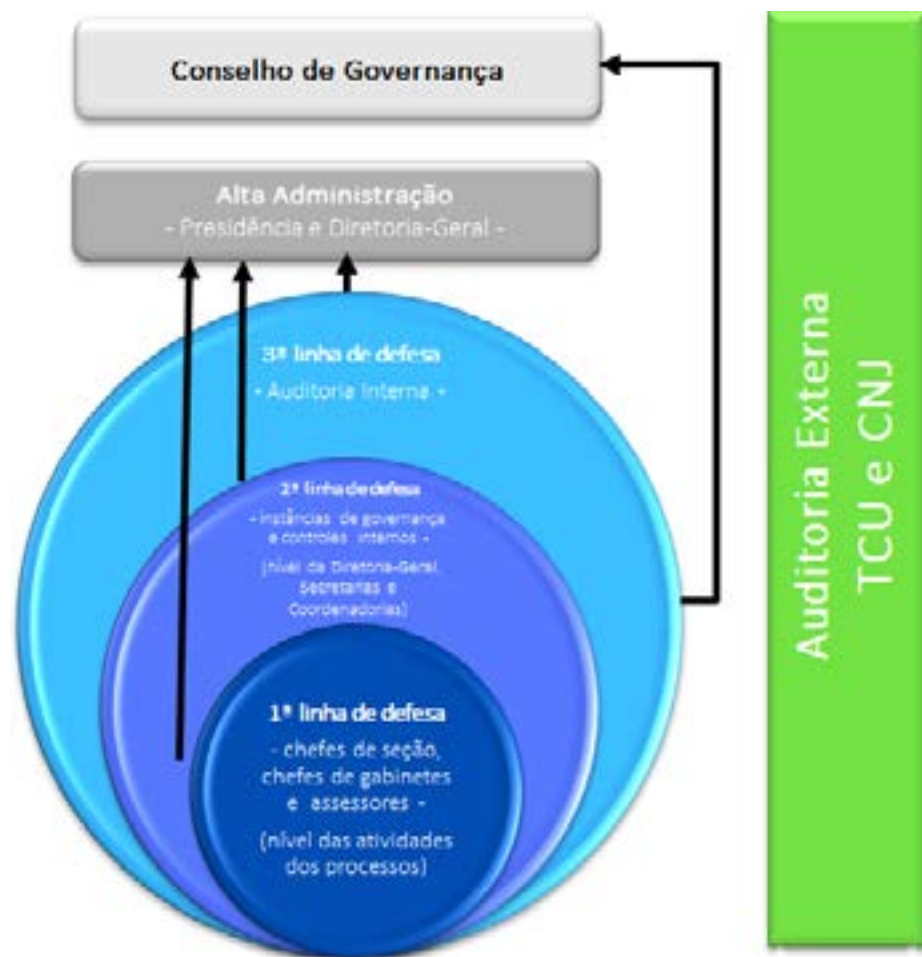 Conselho de Governança
Alta Administração
- Presidência e Diretoria-Geral -
3ª linha de defesa
- Auditoria Interna -
2ª linha de defesa
- instâncias de governança
e controles internos -
(nível da Diretoria-Geral,
Secretarias e
Coordenadorias)
1ª linha de defesa
- chefes de seção,
chefes de gabinetes
e assessores -
(nível das atividades
dos processos)
Auditoria Externa
TCU e CNJ